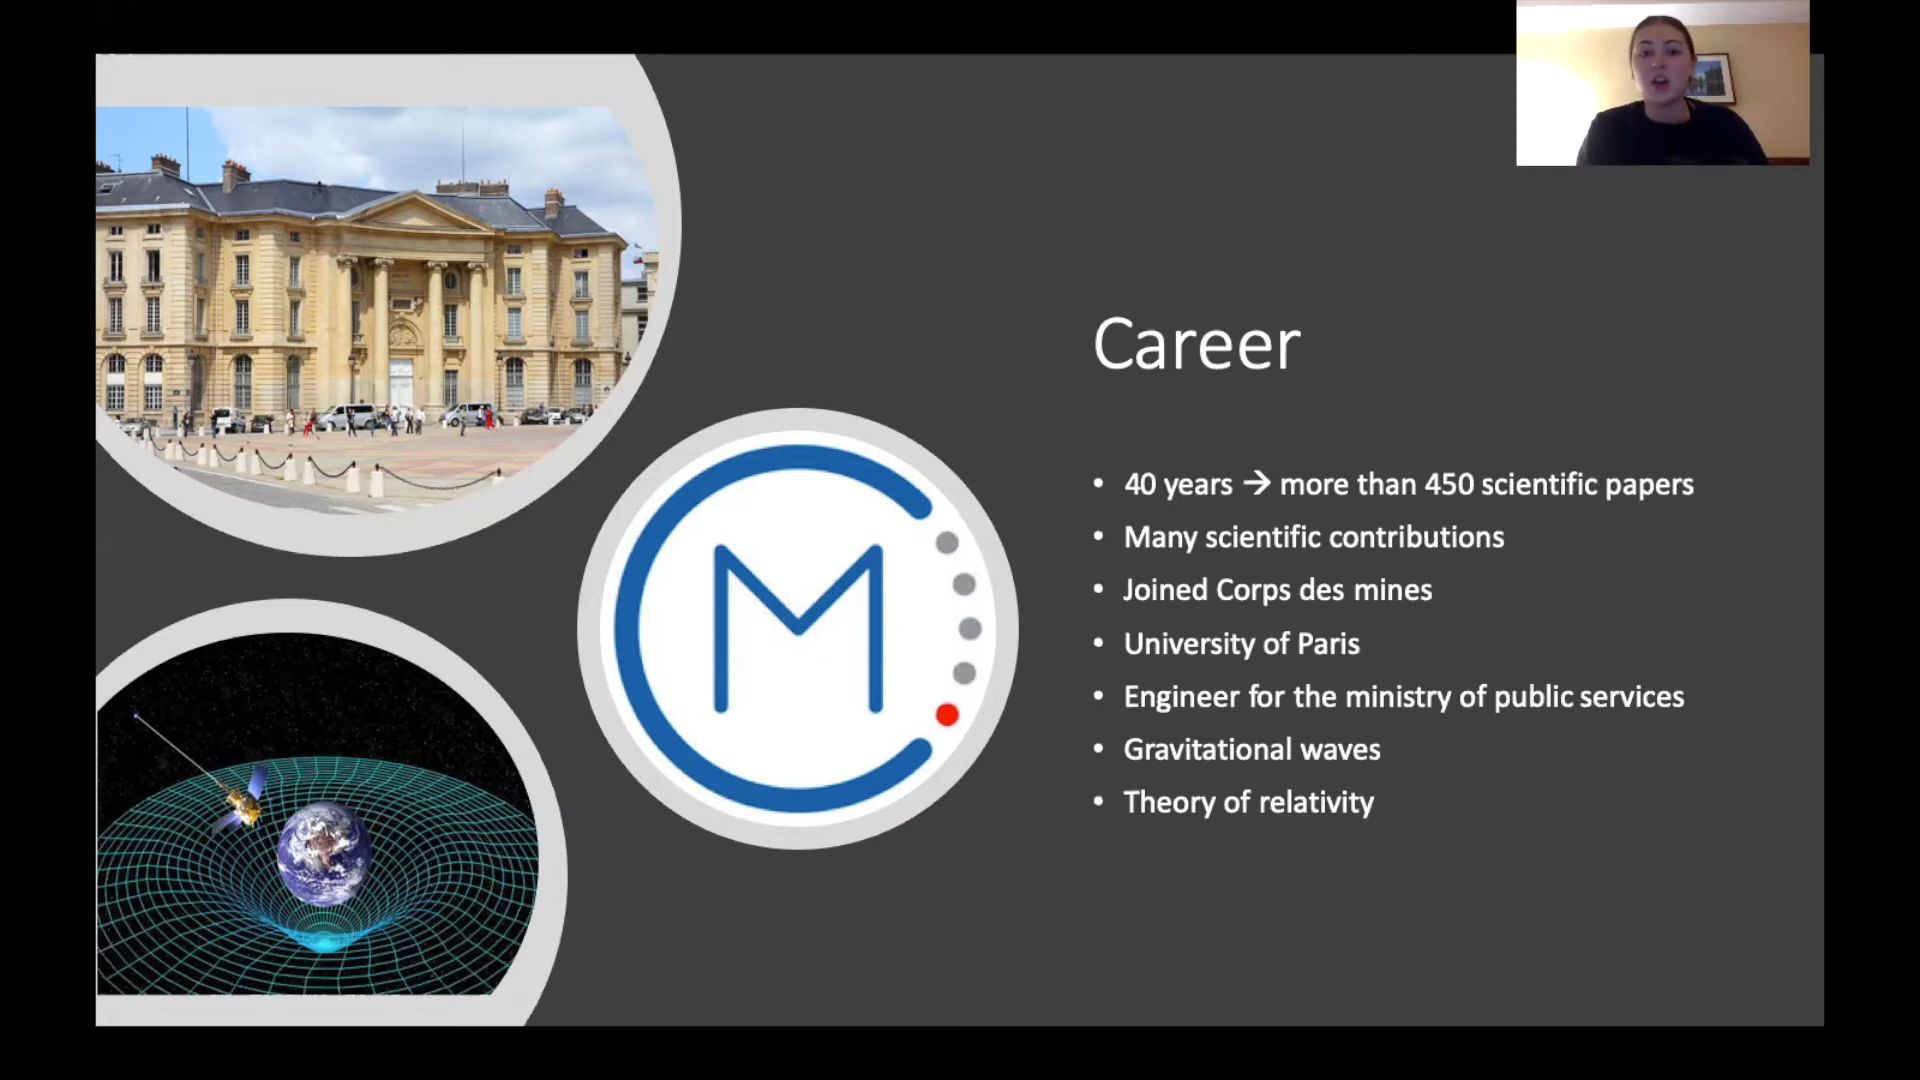 Career
• 40 years → more than 450 scientific papers
• Many scientific contributions
• Joined Corps des mines
• University of Paris
• Engineer for the ministry of public services
• Gravitational waves
• Theory of relativity
M